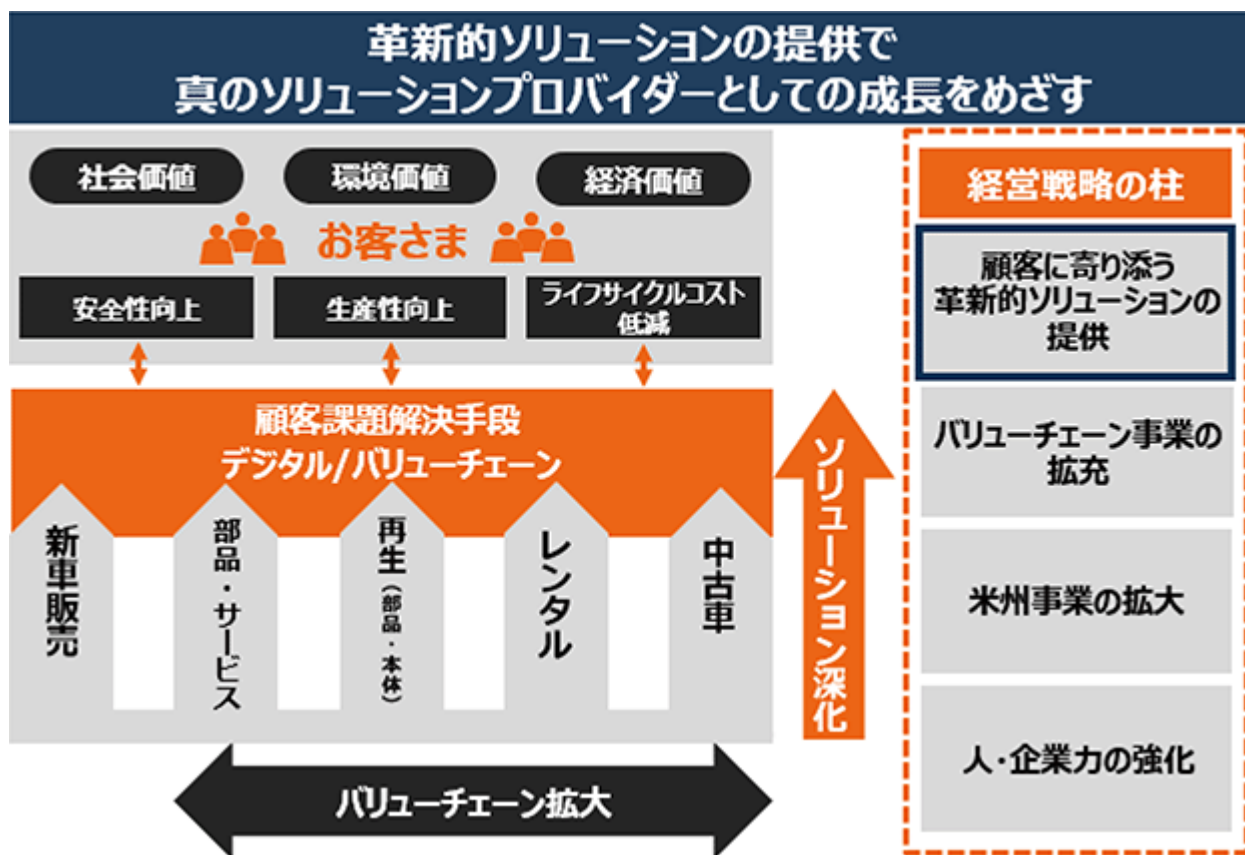 革新的ソリューションの提供で
真のソリューションプロバイダーとしての成長をめざす
社会価値
環境価値
経済価値
お客さま
安全性向上
生産性向上
ライフサイクルコスト
低減
顧客課題解決手段
デジタル/バリューチェーン
新車販売
部品・サービス
再生(部品・本体)
レンタル
中古車
バリューチェーン拡大
ソリューション深化
経営戦略の柱
顧客に寄り添う
革新的ソリューションの
提供
バリューチェーン事業の
拡充
米州事業の拡大
人・企業力の強化